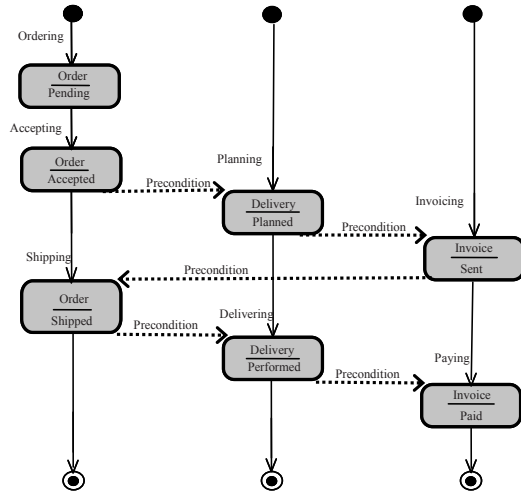 Ordering
Order
Pending
Accepting
Order
Accepted
Precondition
Planning
Delivery
Planned
Precondition
Invoicing
Invoice
Sent
Shipping
Precondition
Order
Shipped
Precondition
Delivering
Delivery
Performed
Precondition
Paying
Invoice
Paid